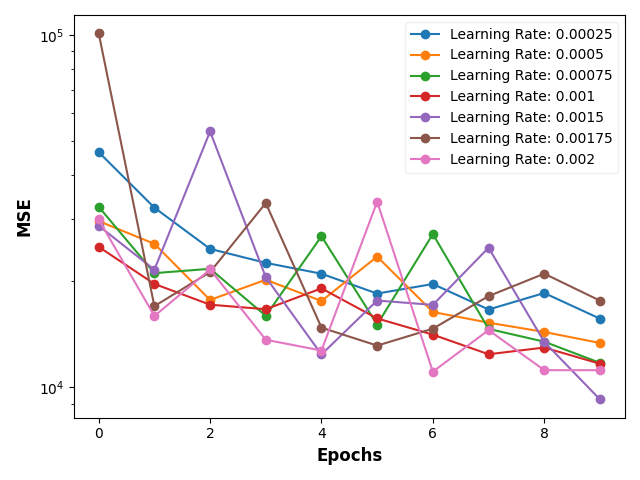 10^5
Learning Rate: 0.00025
Learning Rate: 0.0005
Learning Rate: 0.00075
Learning Rate: 0.001
Learning Rate: 0.0015
Learning Rate: 0.00175
Learning Rate: 0.002
MSE
10^4
0 2 4 6 8
Epochs